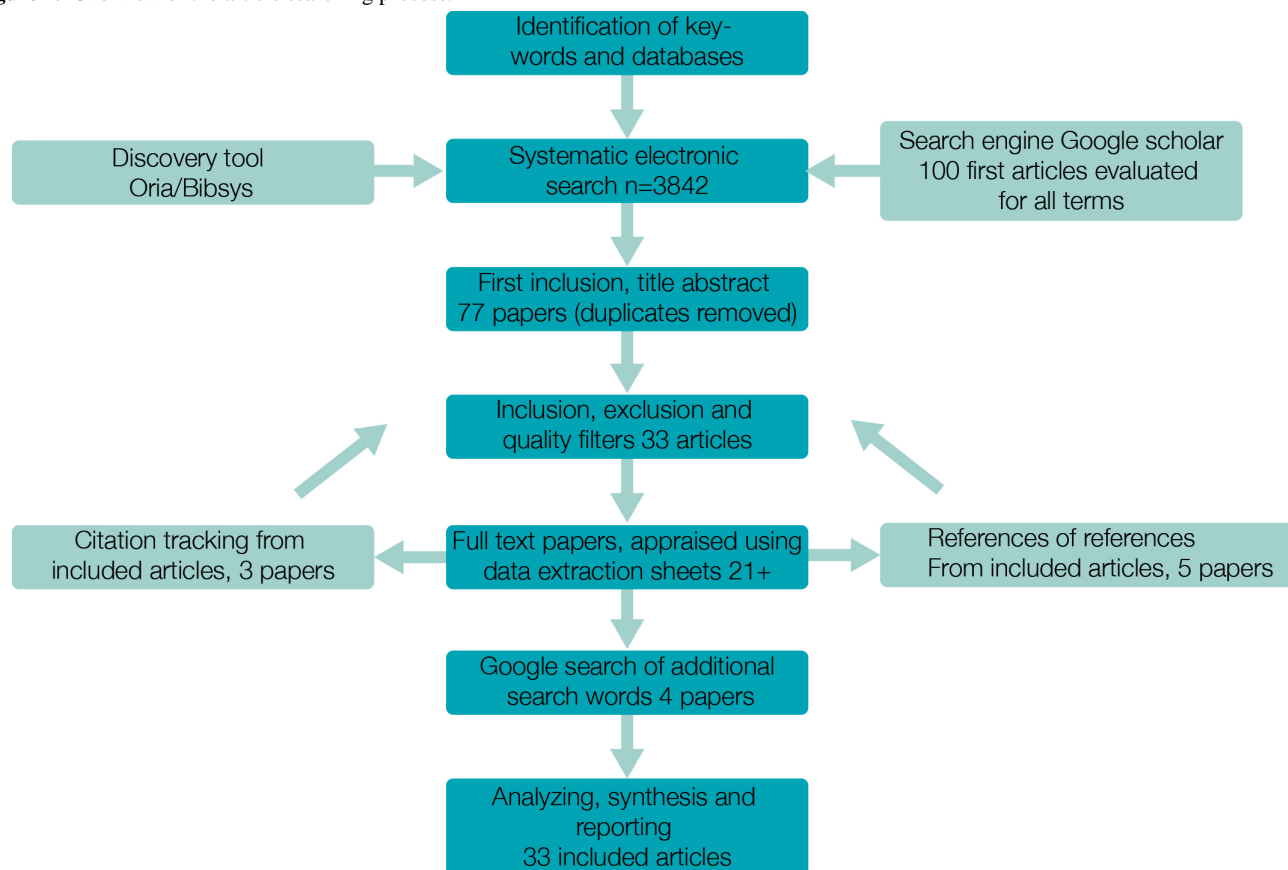 Identification of key-
words and databases
Discovery tool
Oria/Bibsys
Systematic electronic
search n=3842
Search engine Google scholar
100 first articles evaluated
for all terms
First inclusion, title abstract
77 papers (duplicates removed)
Inclusion, exclusion and
quality filters 33 articles
Citation tracking from
included articles, 3 papers
Full text papers, appraised using
data extraction sheets 21+
References of references
From included articles, 5 papers
Google search of additional
search words 4 papers
Analyzing, synthesis and
reporting
33 included articles